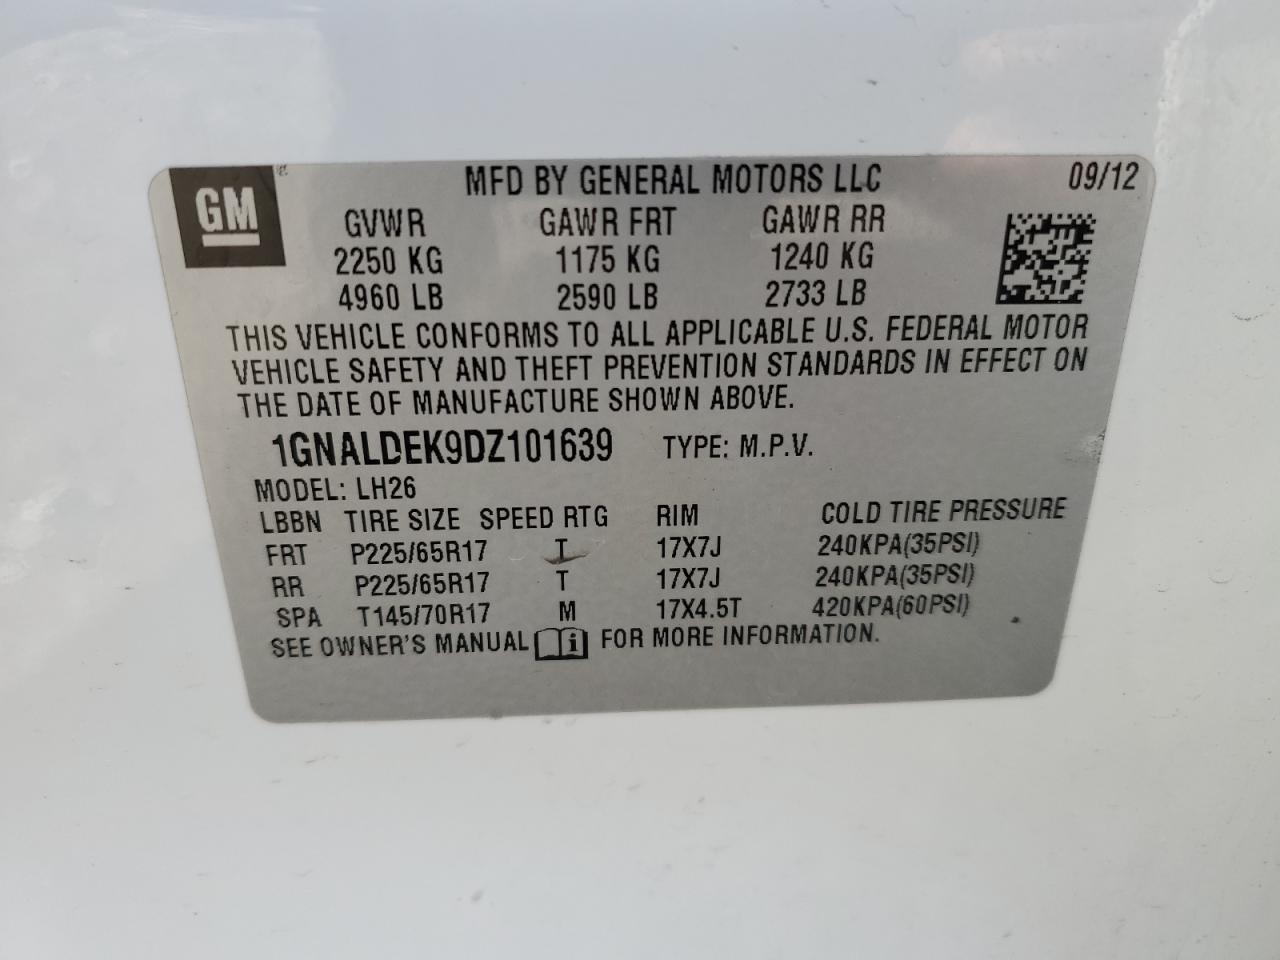 GM
MFD BY GENERAL MOTORS LLC 09/12
GVWR GAWR FRT GAWR RR
2250 KG 1175 KG 1240 KG
4960 LB 2590 LB 2733 LB
THIS VEHICLE CONFORMS TO ALL APPLICABLE U.S. FEDERAL MOTOR
VEHICLE SAFETY AND THEFT PREVENTION STANDARDS IN EFFECT ON
THE DATE OF MANUFACTURE SHOWN ABOVE.
1GNALDEK9DZ101639 TYPE: M.P.V.
MODEL: LH26
LBBN TIRE SIZE SPEED RTG RIM COLD TIRE PRESSURE
FRT P225/65R17 T 17X7J 240KPA(35PSI)
RR P225/65R17 T 17X7J 240KPA(35PSI)
SPA T145/70R17 M 17X4.5T 420KPA(60PSI)
SEE OWNER'S MANUAL i FOR MORE INFORMATION.